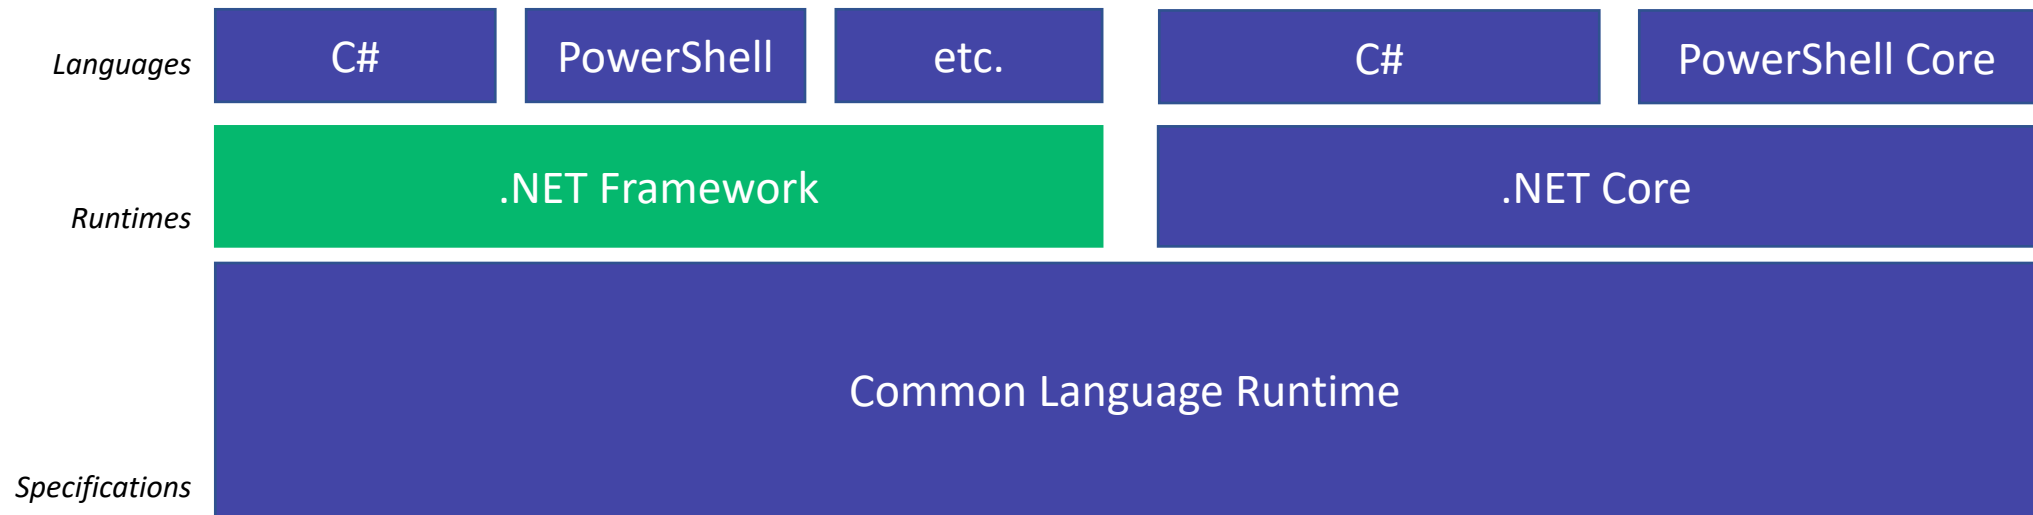 Languages
C#
PowerShell
etc.
C#
PowerShell Core
Runtimes
.NET Framework
.NET Core
Common Language Runtime
Specifications